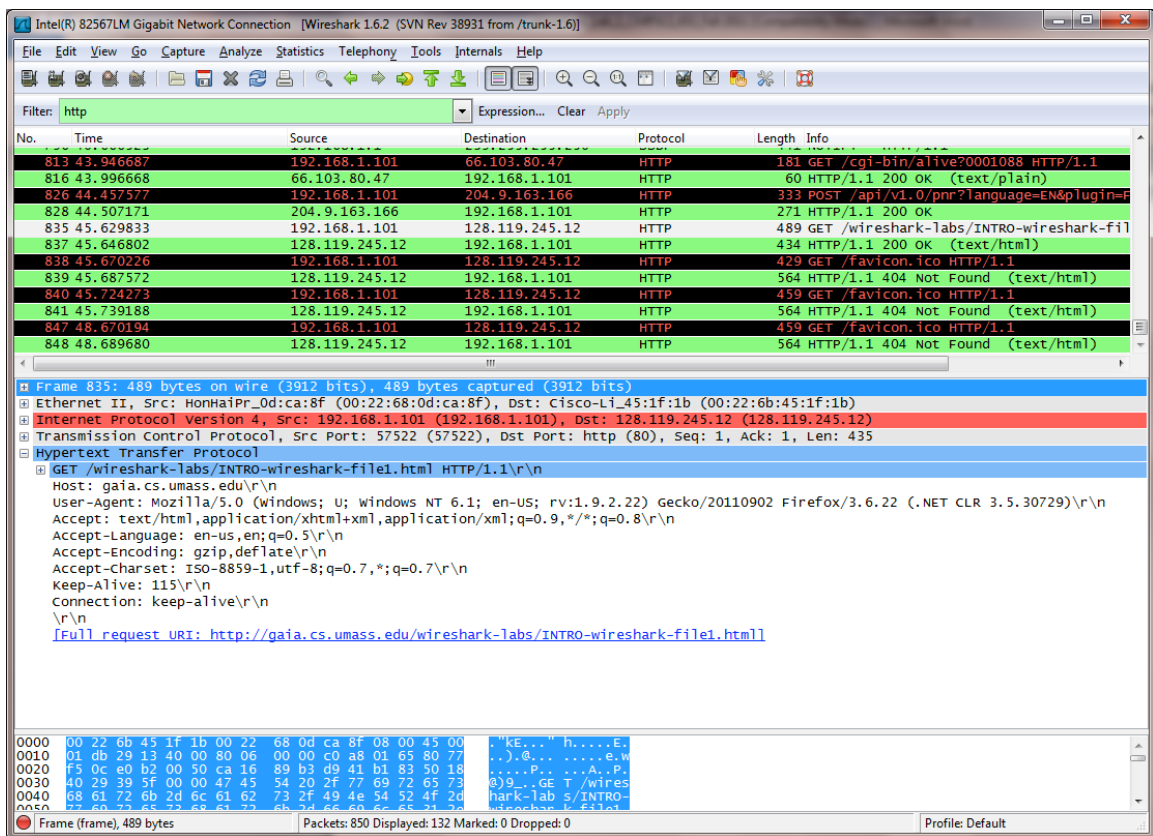 Intel(R) 82567LM Gigabit Network Connection [Wireshark 1.6.2 (SVN Rev 38931 from /trunk-1.6)]
File Edit View Go Capture Analyze Statistics Telephony Tools Internals Help
Filter: http Expression... Clear Apply
No. Time Source Destination Protocol Length Info
813 43.946687 192.168.1.101 66.103.80.47 HTTP 181 GET /cgi-bin/alive?0001088 HTTP/1.1
816 43.996668 66.103.80.47 192.168.1.101 HTTP 60 HTTP/1.1 200 OK (text/plain)
826 44.457577 192.168.1.101 204.9.163.166 HTTP 333 POST /api/v1.0/pnr?language=EN&plugin=F
828 44.507171 204.9.163.166 192.168.1.101 HTTP 271 HTTP/1.1 200 OK
835 45.629833 192.168.1.101 128.119.245.12 HTTP 489 GET /wireshark-labs/INTRO-wireshark-fil
837 45.646802 128.119.245.12 192.168.1.101 HTTP 434 HTTP/1.1 200 OK (text/html)
838 45.670226 192.168.1.101 128.119.245.12 HTTP 429 GET /favicon.ico HTTP/1.1
839 45.687572 128.119.245.12 192.168.1.101 HTTP 564 HTTP/1.1 404 Not Found (text/html)
840 45.724273 192.168.1.101 128.119.245.12 HTTP 459 GET /favicon.ico HTTP/1.1
841 45.739188 128.119.245.12 192.168.1.101 HTTP 564 HTTP/1.1 404 Not Found (text/html)
847 48.670194 192.168.1.101 128.119.245.12 HTTP 459 GET /favicon.ico HTTP/1.1
848 48.689680 128.119.245.12 192.168.1.101 HTTP 564 HTTP/1.1 404 Not Found (text/html)
Frame 835: 489 bytes on wire (3912 bits), 489 bytes captured (3912 bits)
Ethernet II, Src: HonHaiPr_0d:ca:8f (00:22:68:0d:ca:8f), Dst: Cisco-Li_45:1f:1b (00:22:6b:45:1f:1b)
Internet Protocol Version 4, Src: 192.168.1.101 (192.168.1.101), Dst: 128.119.245.12 (128.119.245.12)
Transmission Control Protocol, Src Port: 57522 (57522), Dst Port: http (80), Seq: 1, Ack: 1, Len: 435
Hypertext Transfer Protocol
GET /wireshark-labs/INTRO-wireshark-file1.html HTTP/1.1\r\n
Host: gaia.cs.umass.edu\r\n
User-Agent: Mozilla/5.0 (Windows; U; Windows NT 6.1; en-US; rv:1.9.2.22) Gecko/20110902 Firefox/3.6.22 (.NET CLR 3.5.30729)\r\n
Accept: text/html,application/xhtml+xml,application/xml;q=0.9,*/*;q=0.8\r\n
Accept-Language: en-us,en;q=0.5\r\n
Accept-Encoding: gzip,deflate\r\n
Accept-Charset: ISO-8859-1,utf-8;q=0.7,*;q=0.7\r\n
Keep-Alive: 115\r\n
Connection: keep-alive\r\n
\r\n
[Full request URI: http://gaia.cs.umass.edu/wireshark-labs/INTRO-wireshark-file1.html]
0000 00 22 6b 45 1f 1b 00 22 68 0d ca 8f 08 00 45 00 ."kE..." h.....E.
0010 01 db 29 13 40 00 80 06 00 00 c0 a8 01 65 80 77 ..).@... .....e.w
0020 f5 0c e0 b2 00 50 ca 16 89 b3 d9 41 b1 83 50 18 .....P.. ...A..P.
0030 40 29 39 5f 00 00 47 45 54 20 2f 77 69 72 65 73 @)9_..GE T /wires
0040 68 61 72 6b 2d 6c 61 62 73 2f 49 4e 54 52 4f 2d hark-lab s/INTRO-
0050 77 69 72 65 73 68 61 72 6b 2d 66 69 6c 65 31 2e wireshar k-file1.
Frame (frame), 489 bytes Packets: 850 Displayed: 132 Marked: 0 Dropped: 0 Profile: Default